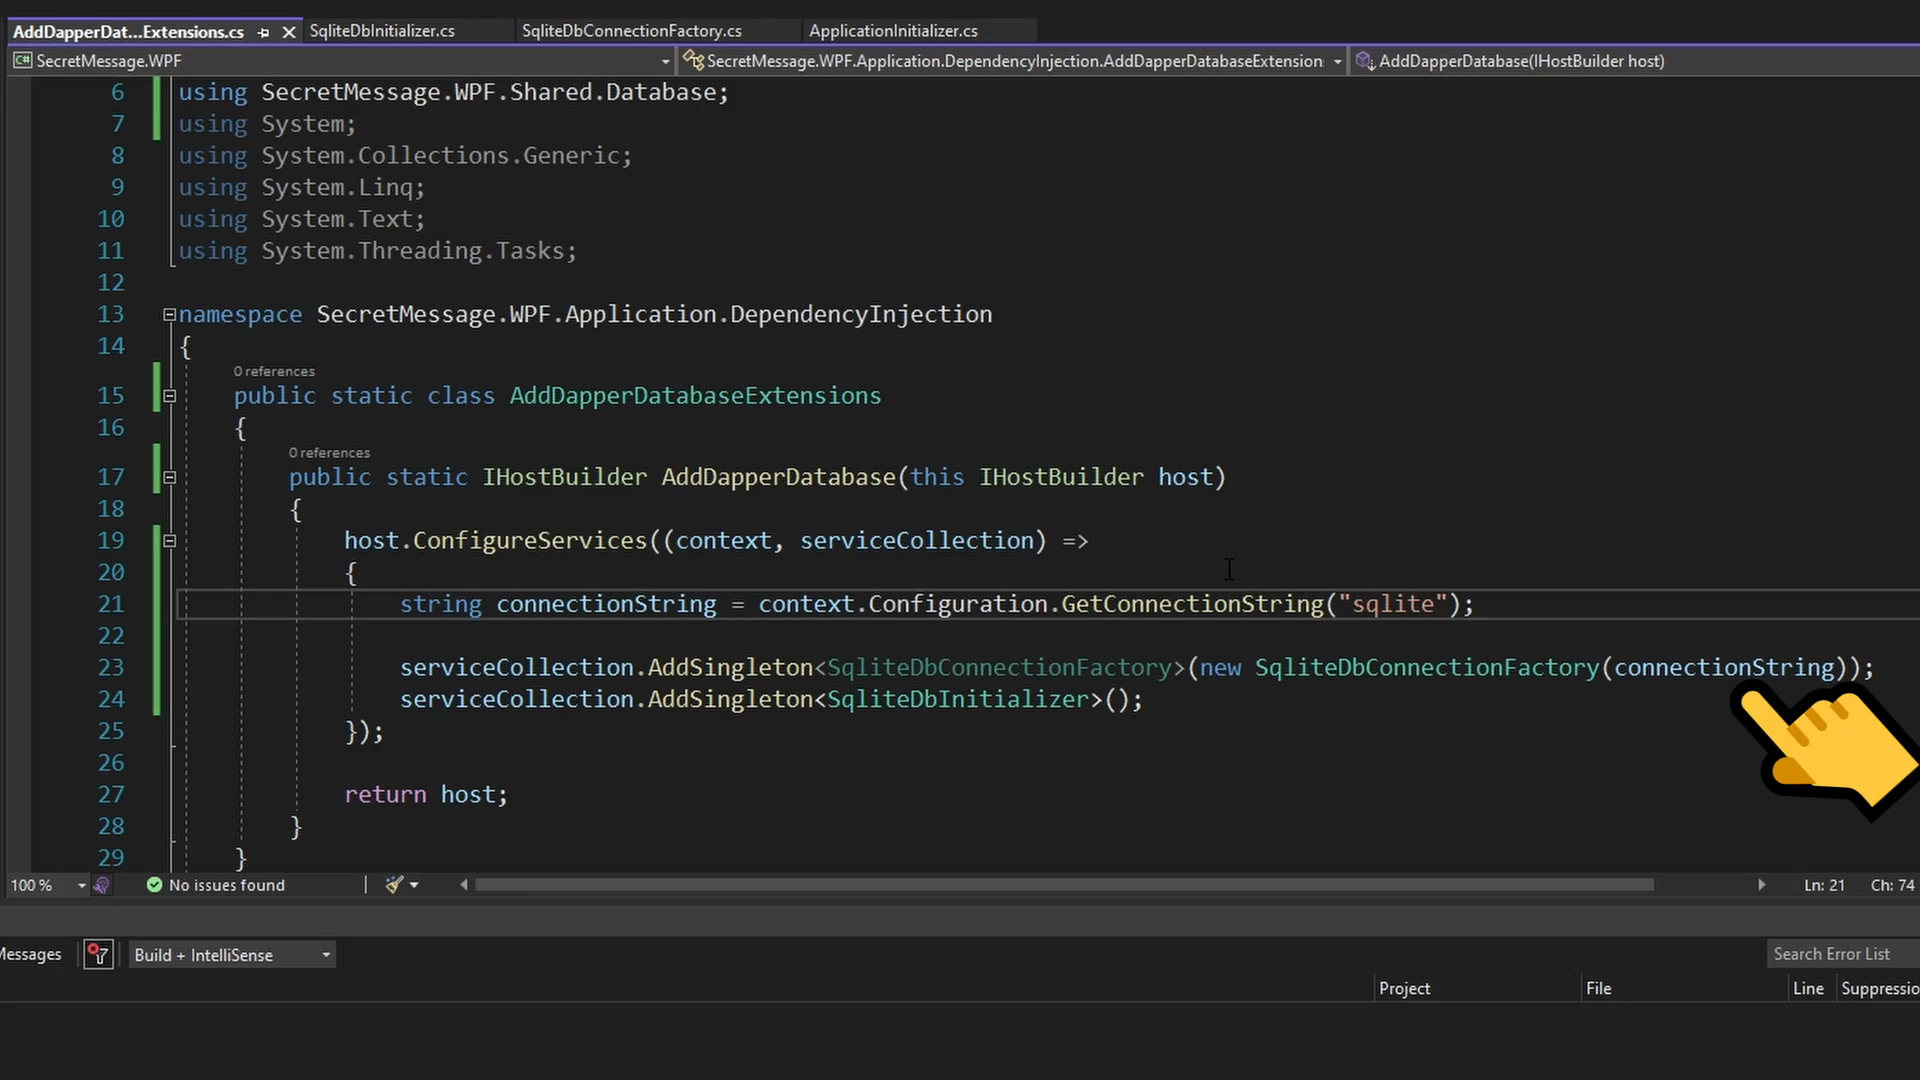 AddDapperDat...Extensions.cs
SqliteDbInitializer.cs
SqliteDbConnectionFactory.cs
ApplicationInitializer.cs
C# SecretMessage.WPF
SecretMessage.WPF.Application.DependencyInjection.AddDapperDatabaseExtension
AddDapperDatabase(IHostBuilder host)
6 using SecretMessage.WPF.Shared.Database;
7 using System;
8 using System.Collections.Generic;
9 using System.Linq;
10 using System.Text;
11 using System.Threading.Tasks;
12
13 namespace SecretMessage.WPF.Application.DependencyInjection
14 {
0 references
15 public static class AddDapperDatabaseExtensions
16 {
0 references
17 public static IHostBuilder AddDapperDatabase(this IHostBuilder host)
18 {
19 host.ConfigureServices((context, serviceCollection) =>
20 {
21 string connectionString = context.Configuration.GetConnectionString("sqlite");
22
23 serviceCollection.AddSingleton<SqliteDbConnectionFactory>(new SqliteDbConnectionFactory(connectionString));
24 serviceCollection.AddSingleton<SqliteDbInitializer>();
25 });
26
27 return host;
28 }
29 }
100 % No issues found Ln: 21 Ch: 74
Messages Build + IntelliSense Search Error List
Project File Line Suppressio